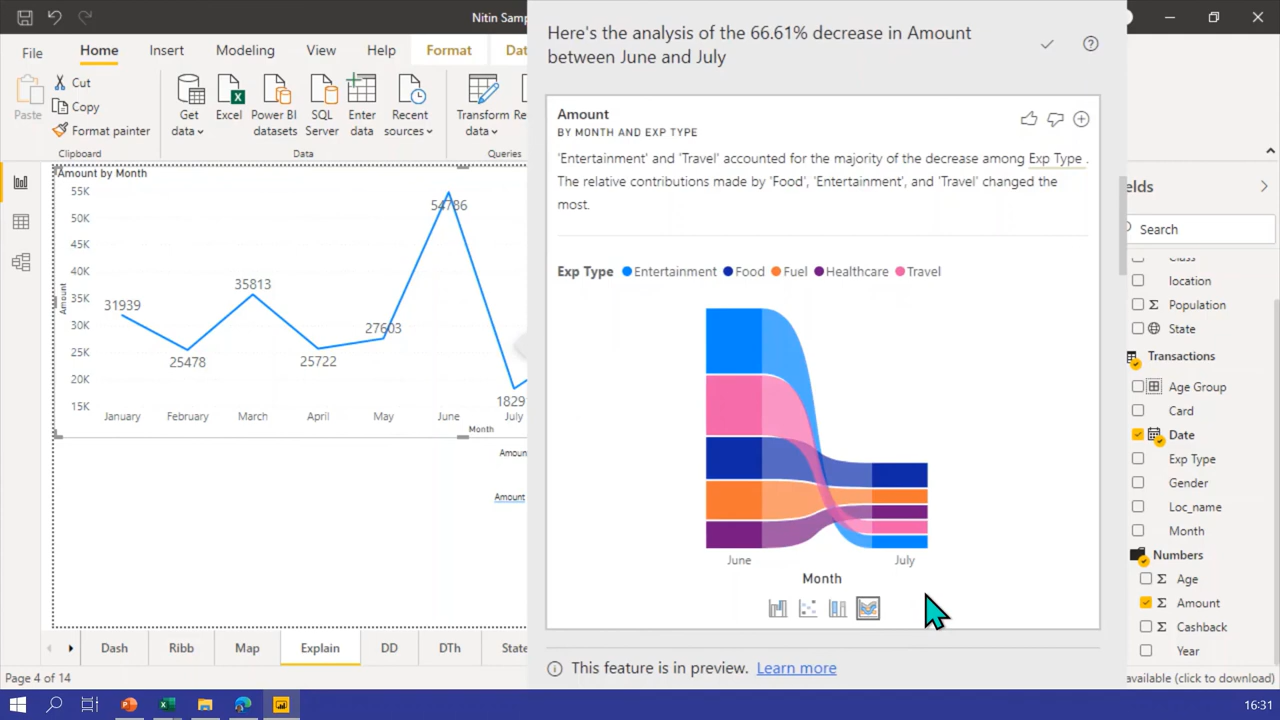 Nitin Samp
File
Home
Insert
Modeling
View
Help
Format
Dat
Paste
Cut
Copy
Format painter
Get data
Excel
Power BI datasets
SQL Server
Enter data
Recent sources
Transform data
Re
Clipboard
Data
Queries
Amount by Month
55K
50K
45K
40K
35K
30K
25K
20K
15K
Amount
31939
25478
35813
25722
27603
54786
1829
January
February
March
April
May
June
July
Month
Amoun
Amount
Here's the analysis of the 66.61% decrease in Amount
between June and July
Amount
BY MONTH AND EXP TYPE
'Entertainment' and 'Travel' accounted for the majority of the decrease among Exp Type .
The relative contributions made by 'Food', 'Entertainment', and 'Travel' changed the
most.
Exp Type Entertainment Food Fuel Healthcare Travel
June
July
Month
This feature is in preview. Learn more
elds
Search
Class
location
Population
State
Transactions
Age Group
Card
Date
Exp Type
Gender
Loc_name
Month
Numbers
Age
Amount
Cashback
Year
Dash
Ribb
Map
Explain
DD
DTh
State
Page 4 of 14
available (click to download)
16:31